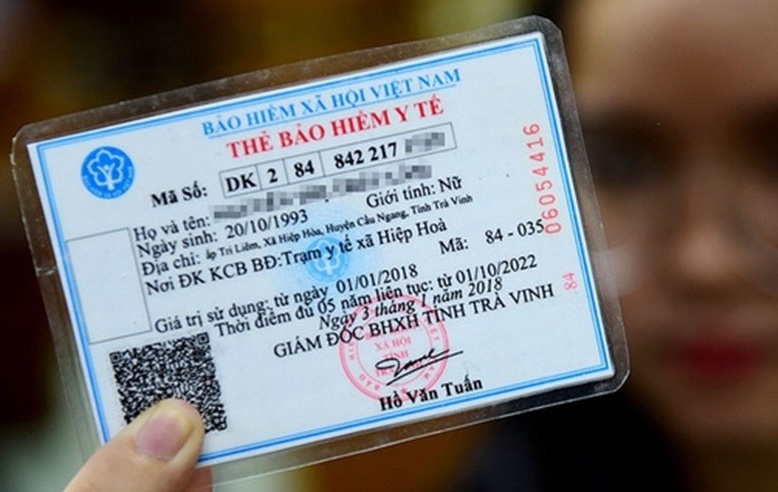 BẢO HIỂM XÃ HỘI VIỆT NAM
THẺ BẢO HIỂM Y TẾ
Mã Số: DK 2 84 842 217
Họ và tên:
Ngày sinh: 20/10/1993 Giới tính: Nữ
Địa chỉ: ấp Tri Liêm, Xã Hiệp Hòa, Huyện Cầu Ngang, Tỉnh Trà Vinh
Nơi ĐK KCB BĐ: Trạm y tế xã Hiệp Hoà Mã: 84 - 035
Giá trị sử dụng: từ ngày 01/01/2018
Thời điểm đủ 05 năm liên tục: từ 01/10/2022
Ngày 3 tháng 1 năm 2018
GIÁM ĐỐC BHXH TỈNH TRÀ VINH
XÃ HỘI
TỈNH
Hồ Văn Tuấn
84 06054416